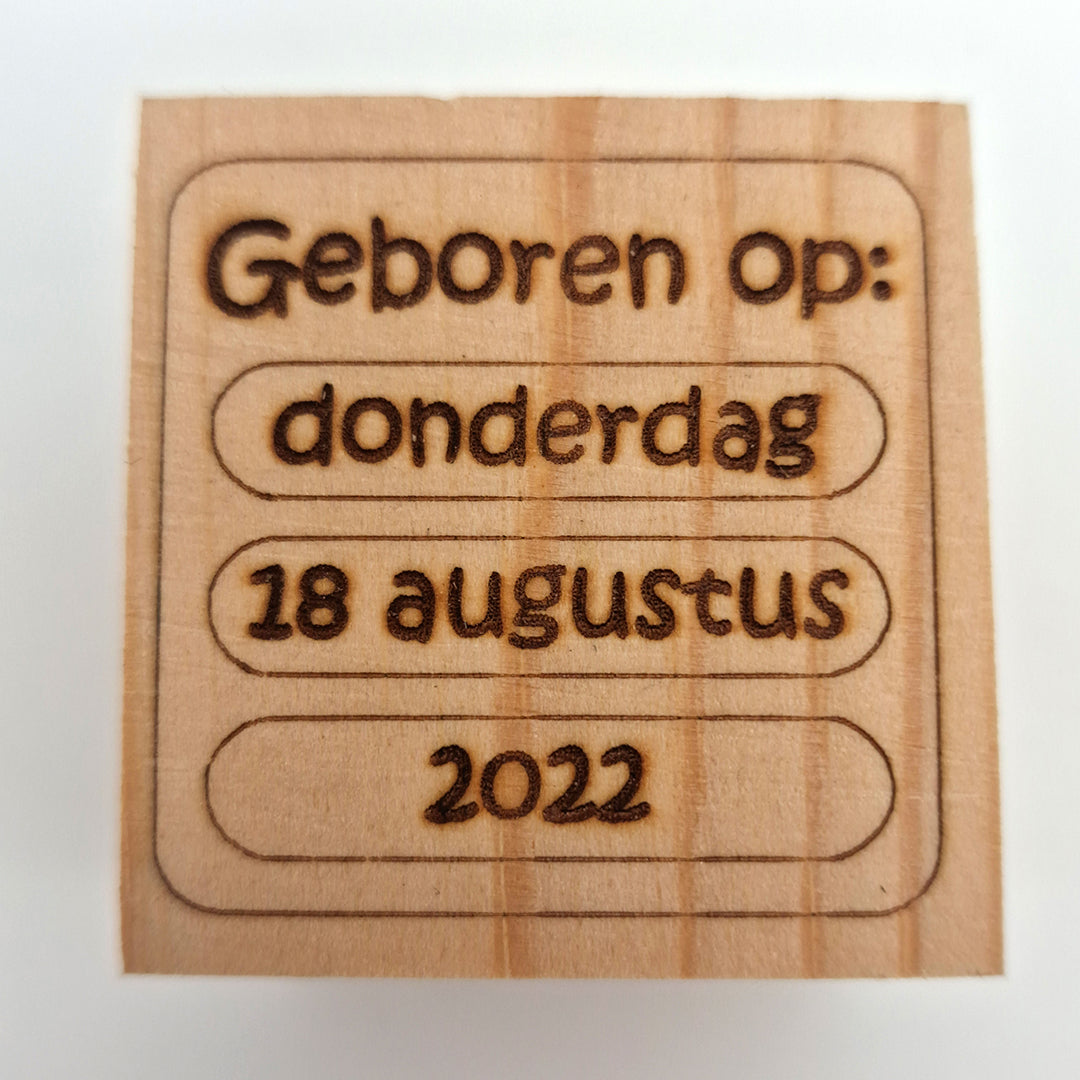 Geboren op:
donderdag
18 augustus
2022